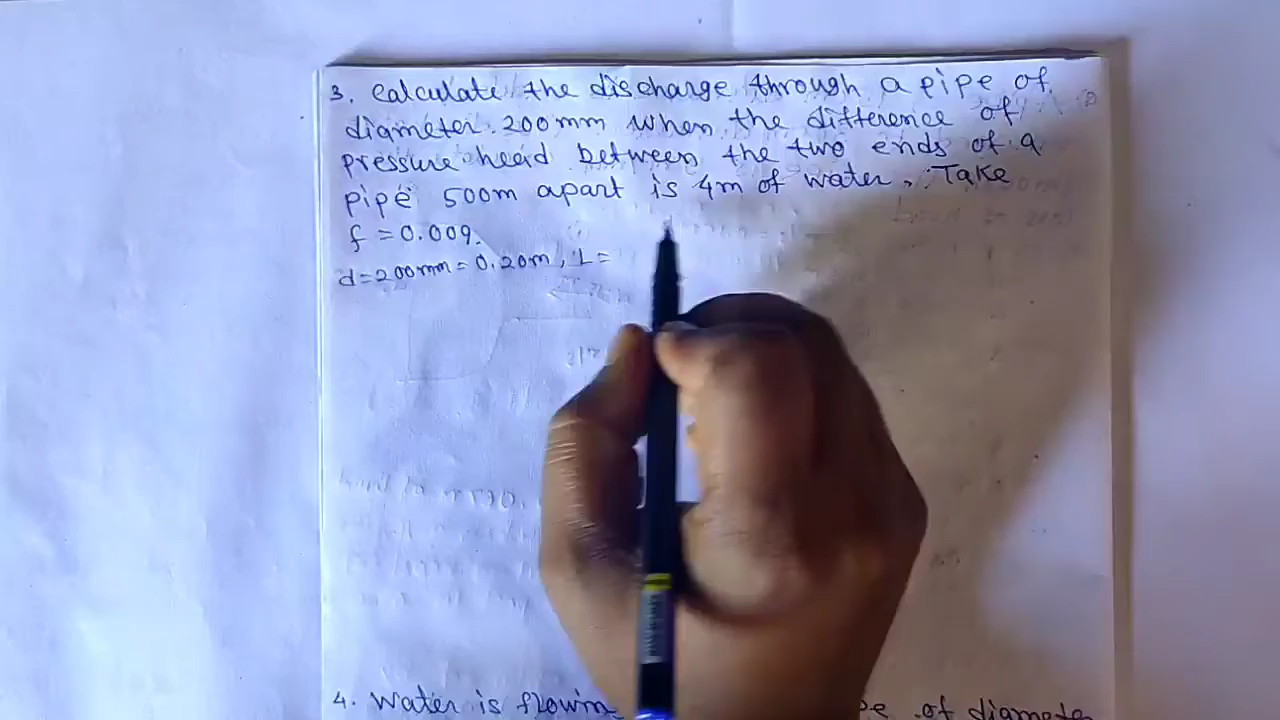 3. Calculate the discharge through a pipe of
diameter 200mm when the difference of
pressure head between the two ends of a
pipe 500m apart is 4m of water. Take
f = 0.009.
d=200mm=0.20m, L=
4. Water is flowing of diameter